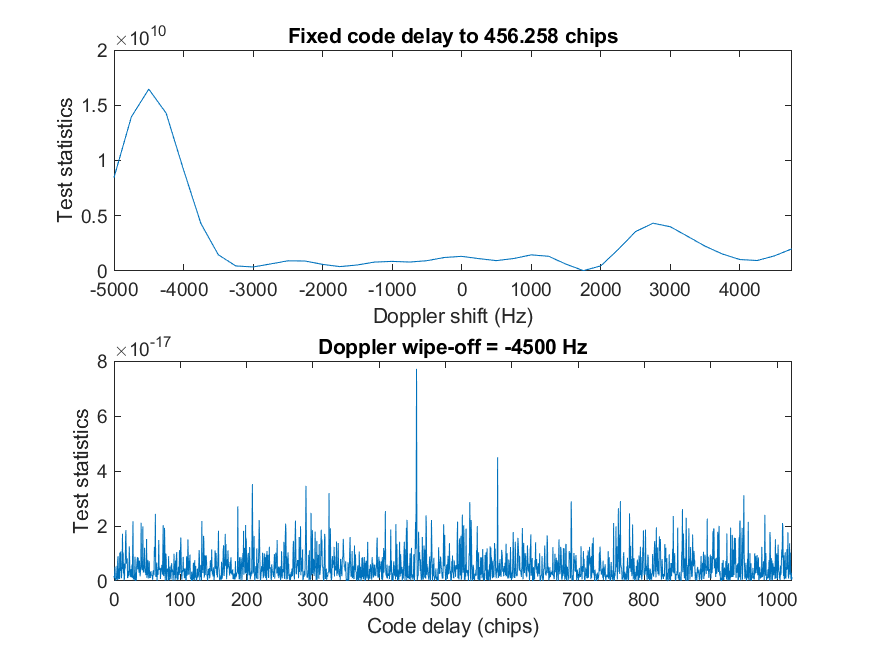 ×10^10
Fixed code delay to 456.258 chips
2
1.5
1
0.5
0
Test statistics
-5000 -4000 -3000 -2000 -1000 0 1000 2000 3000 4000
Doppler shift (Hz)
×10^-17
Doppler wipe-off = -4500 Hz
8
6
4
2
0
Test statistics
0 100 200 300 400 500 600 700 800 900 1000
Code delay (chips)